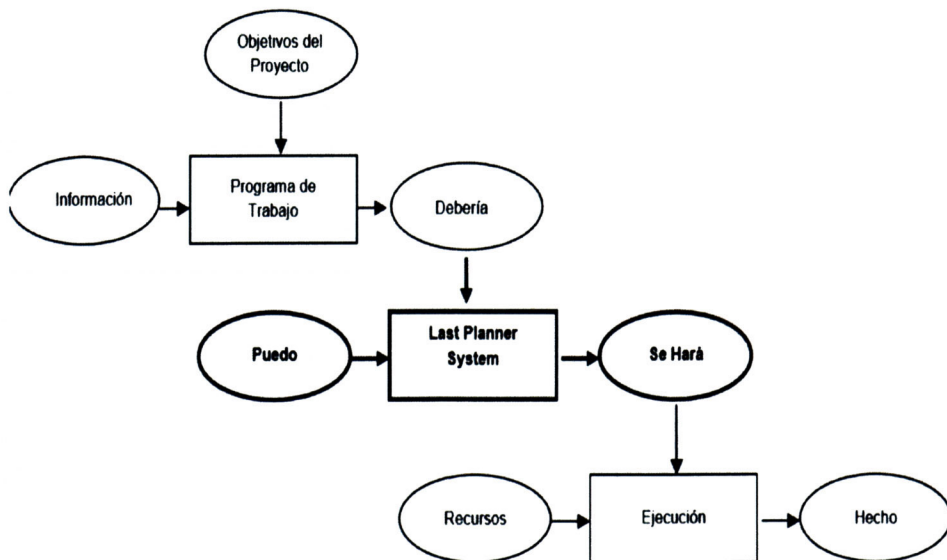 Objetivos del
Proyecto
Información
Programa de
Trabajo
Debería
Puedo
Last Planner
System
Se Hará
Recursos
Ejecución
Hecho